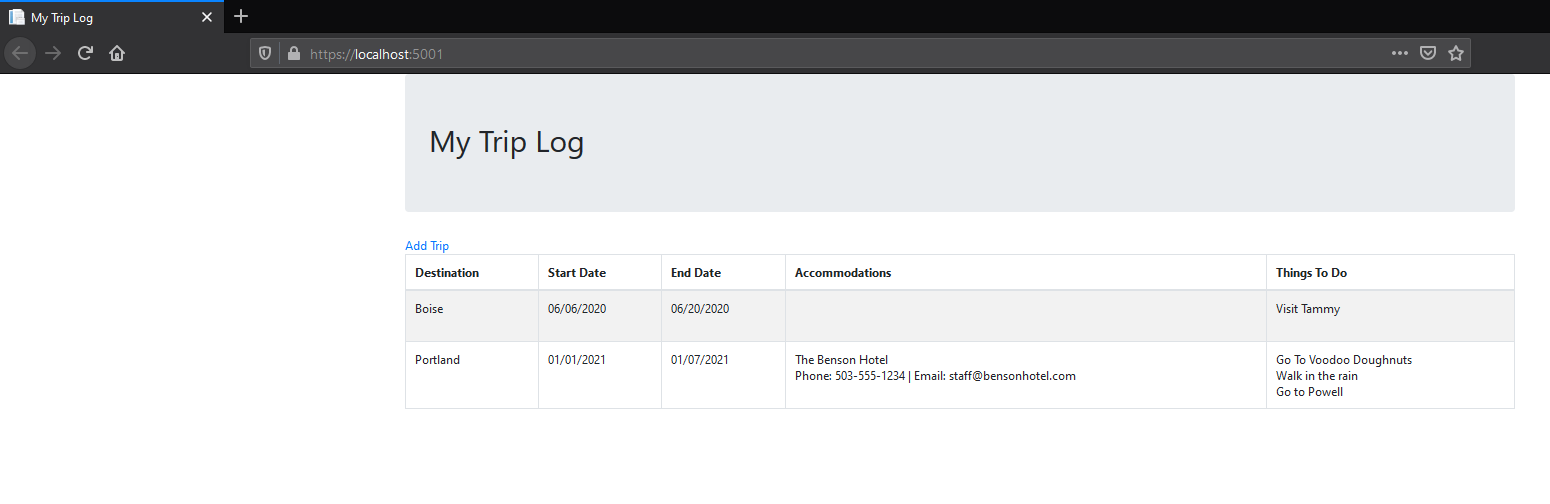 My Trip Log
https://localhost:5001
My Trip Log
Add Trip
Destination Start Date End Date Accommodations Things To Do
Boise 06/06/2020 06/20/2020 Visit Tammy
Portland 01/01/2021 01/07/2021 The Benson Hotel Go To Voodoo Doughnuts
Phone: 503-555-1234 | Email: staff@bensonhotel.com Walk in the rain
Go to Powell